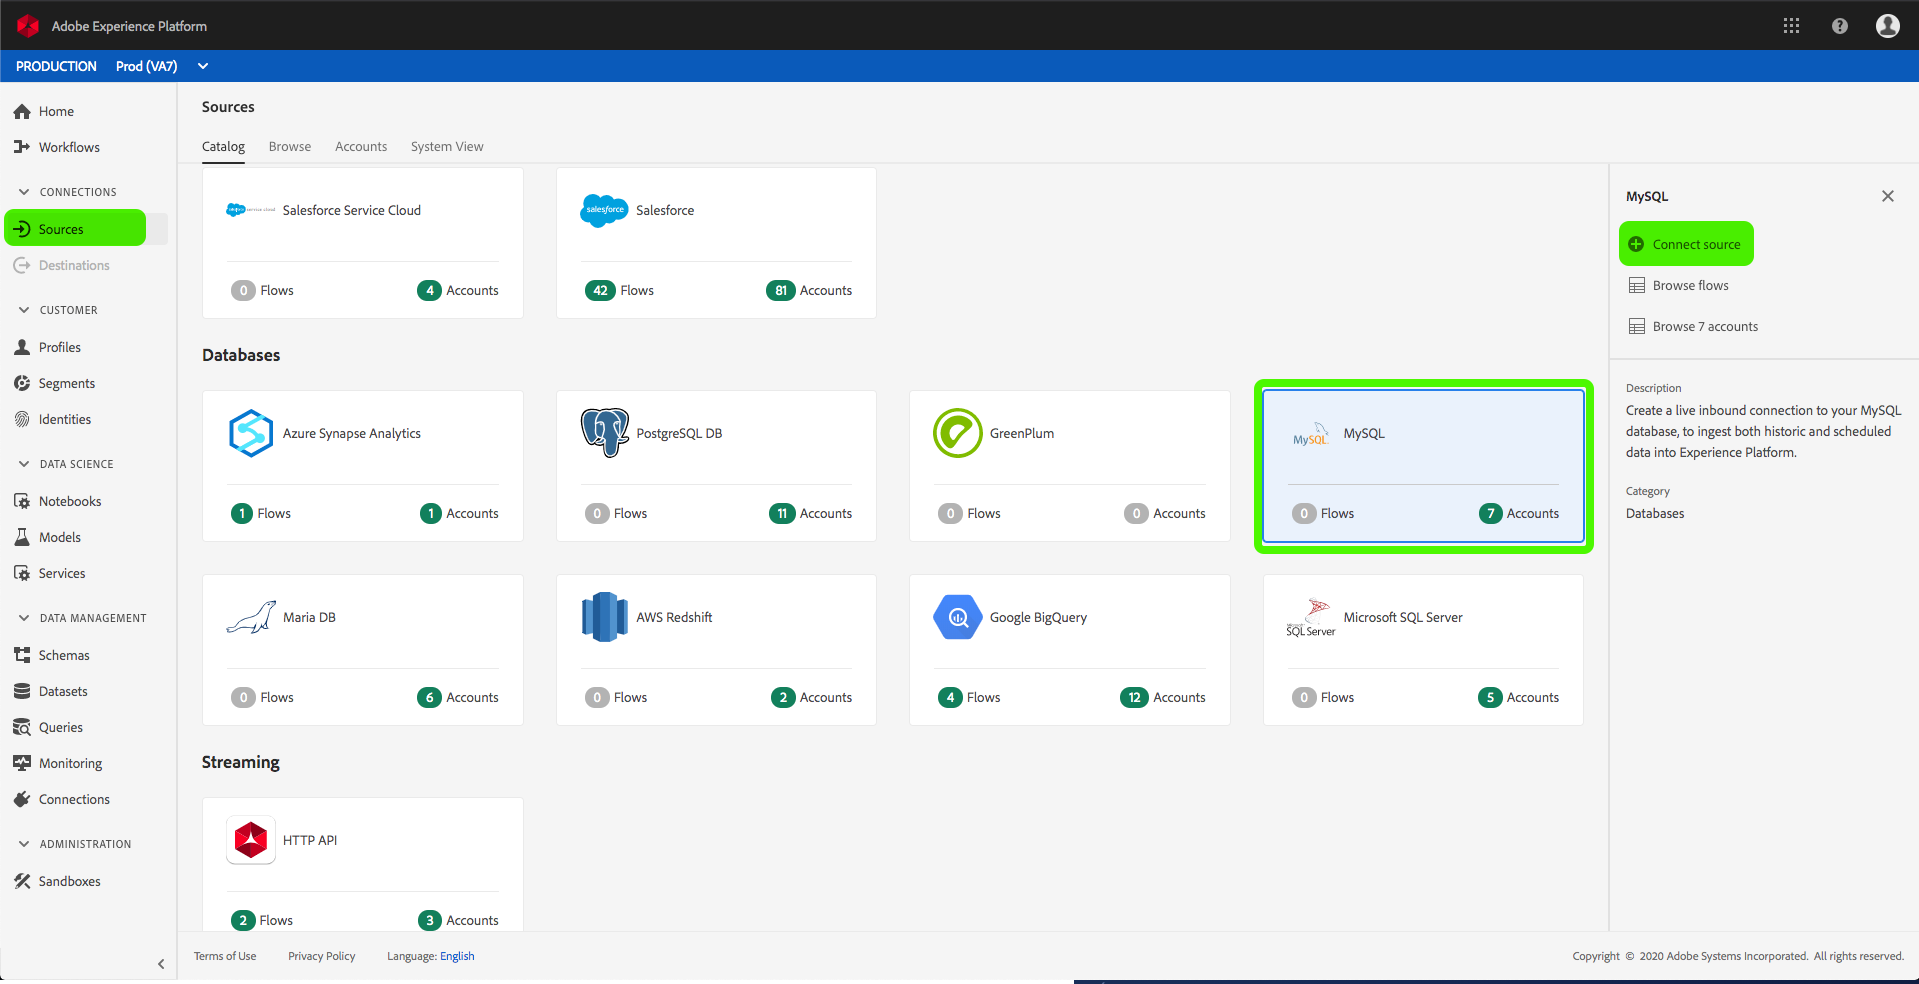 Adobe Experience Platform
PRODUCTION Prod (VA7)
Home
Workflows
CONNECTIONS
Sources
Destinations
CUSTOMER
Profiles
Segments
Identities
DATA SCIENCE
Notebooks
Models
Services
DATA MANAGEMENT
Schemas
Datasets
Queries
Monitoring
Connections
ADMINISTRATION
Sandboxes
Sources
Catalog Browse Accounts System View
Salesforce Service Cloud
0 Flows 4 Accounts
salesforce Salesforce
42 Flows 81 Accounts
Databases
Azure Synapse Analytics
1 Flows 1 Accounts
PostgreSQL DB
0 Flows 11 Accounts
GreenPlum
0 Flows 0 Accounts
MySQL MySQL
0 Flows 7 Accounts
Maria DB
0 Flows 6 Accounts
AWS Redshift
0 Flows 2 Accounts
Google BigQuery
4 Flows 12 Accounts
Microsoft SQL Server
SQL Server
0 Flows 5 Accounts
Streaming
HTTP API
2 Flows 3 Accounts
MySQL
Connect source
Browse flows
Browse 7 accounts
Description
Create a live inbound connection to your MySQL
database, to ingest both historic and scheduled
data into Experience Platform.
Category
Databases
Terms of Use Privacy Policy Language: English
Copyright © 2020 Adobe Systems Incorporated. All rights reserved.